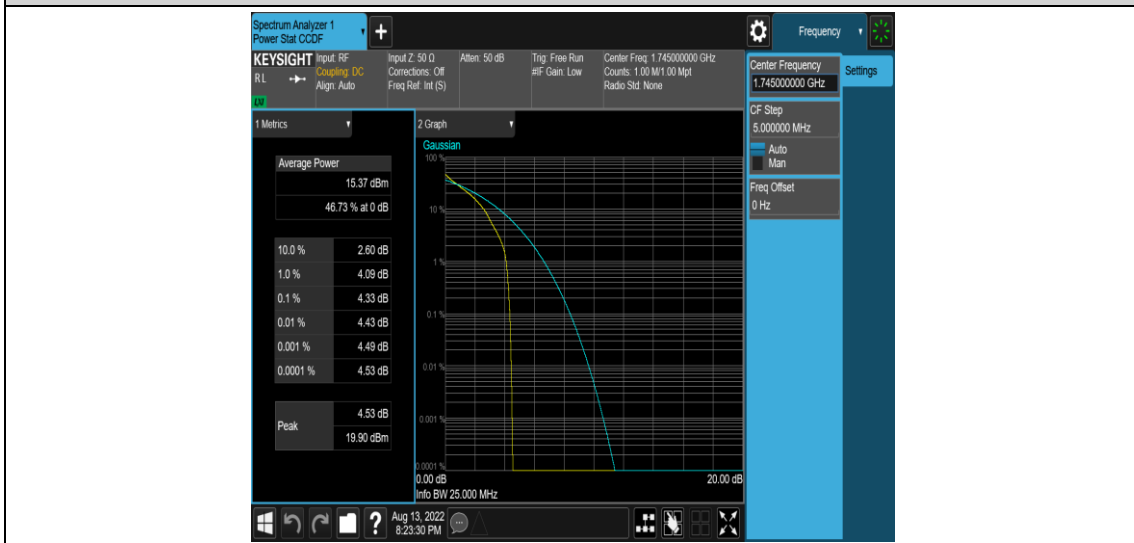 Spectrum Analyzer 1
Power Stat CCDF
+
Frequency
KEYSIGHT
RL
LXI
Input: RF
Coupling: DC
Align: Auto
Input Z: 50 Ω
Corrections: Off
Freq Ref: Int (S)
Atten: 50 dB
Trig: Free Run
#IF Gain: Low
Center Freq: 1.745000000 GHz
Counts: 1.00 M/1.00 Mpt
Radio Std: None
Center Frequency
1.745000000 GHz
Settings
CF Step
5.000000 MHz
Auto
Man
Freq Offset
0 Hz
1 Metrics
Average Power
15.37 dBm
46.73 % at 0 dB
10.0 % 2.60 dB
1.0 % 4.09 dB
0.1 % 4.33 dB
0.01 % 4.43 dB
0.001 % 4.49 dB
0.0001 % 4.53 dB
Peak
4.53 dB
19.90 dBm
2 Graph
Gaussian
100 %
10 %
1 %
0.1 %
0.01 %
0.001 %
0.0001 %
0.00 dB 20.00 dB
Info BW 25.000 MHz
?
Aug 13, 2022
8:23:30 PM